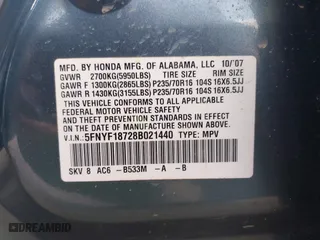 MFD. BY HONDA MFG. OF ALABAMA, LLC 10/'07
GVWR 2700KG(5950LBS) TIRE SIZE RIM SIZE
GAWR F 1300KG(2865LBS) P235/70R16 104S 16X6.5JJ
GAWR R 1430KG(3155LBS) P235/70R16 104S 16X6.5JJ
THIS VEHICLE CONFORMS TO ALL APPLICABLE
FEDERAL MOTOR VEHICLE SAFETY AND
THEFT PREVENTION STANDARDS IN EFFECT ON
THE DATE OF MANUFACTURE SHOWN ABOVE.
V.I.N.: 5FNYF18728B021440 TYPE: MPV
SKV 8 AC6 - B533M -A -B